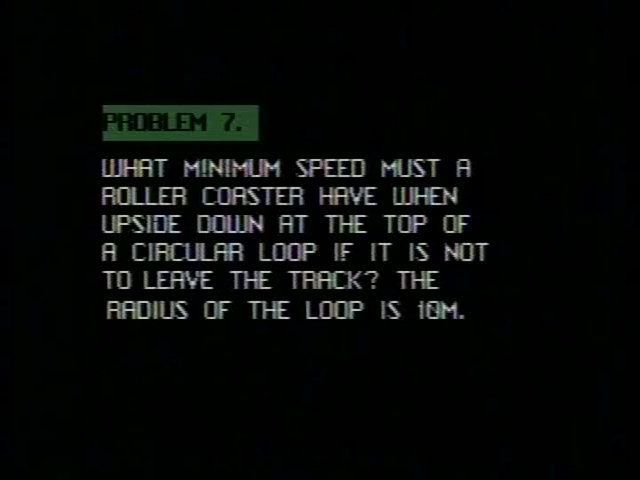 PROBLEM 7.
WHAT MINIMUM SPEED MUST A
ROLLER COASTER HAVE WHEN
UPSIDE DOWN AT THE TOP OF
A CIRCULAR LOOP IF IT IS NOT
TO LEAVE THE TRACK? THE
RADIUS OF THE LOOP IS 10M.